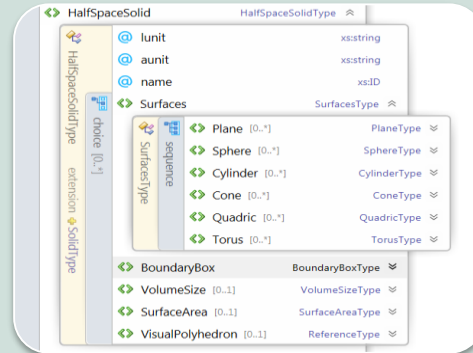 HalfSpaceSolid HalfSpaceSolidType
@ lunit xs:string
@ aunit xs:string
@ name xs:ID
Surfaces SurfacesType
HalfSpaceSolidType extension SolidType
choice [0..*]
SurfacesType
sequence
Plane [0..*] PlaneType
Sphere [0..*] SphereType
Cylinder [0..*] CylinderType
Cone [0..*] ConeType
Quadric [0..*] QuadricType
Torus [0..*] TorusType
BoundaryBox BoundaryBoxType
VolumeSize [0..1] VolumeSizeType
SurfaceArea [0..1] SurfaceAreaType
VisualPolyhedron [0..1] ReferenceType